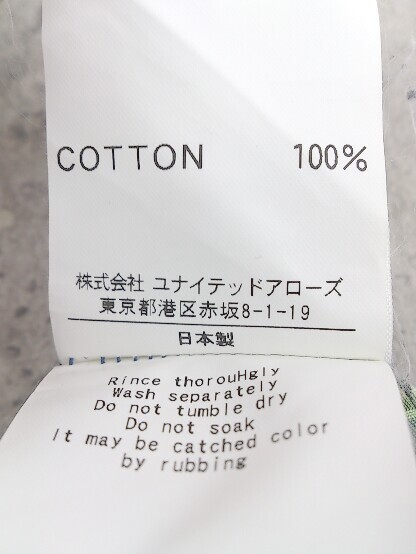 COTTON 100%
株式会社 ユナイテッドアローズ
東京都港区赤坂8-1-19
日本製
Rince thorouHgly
Wash separately
Do not tumble dry
Do not soak
It may be catched color
by rubbing